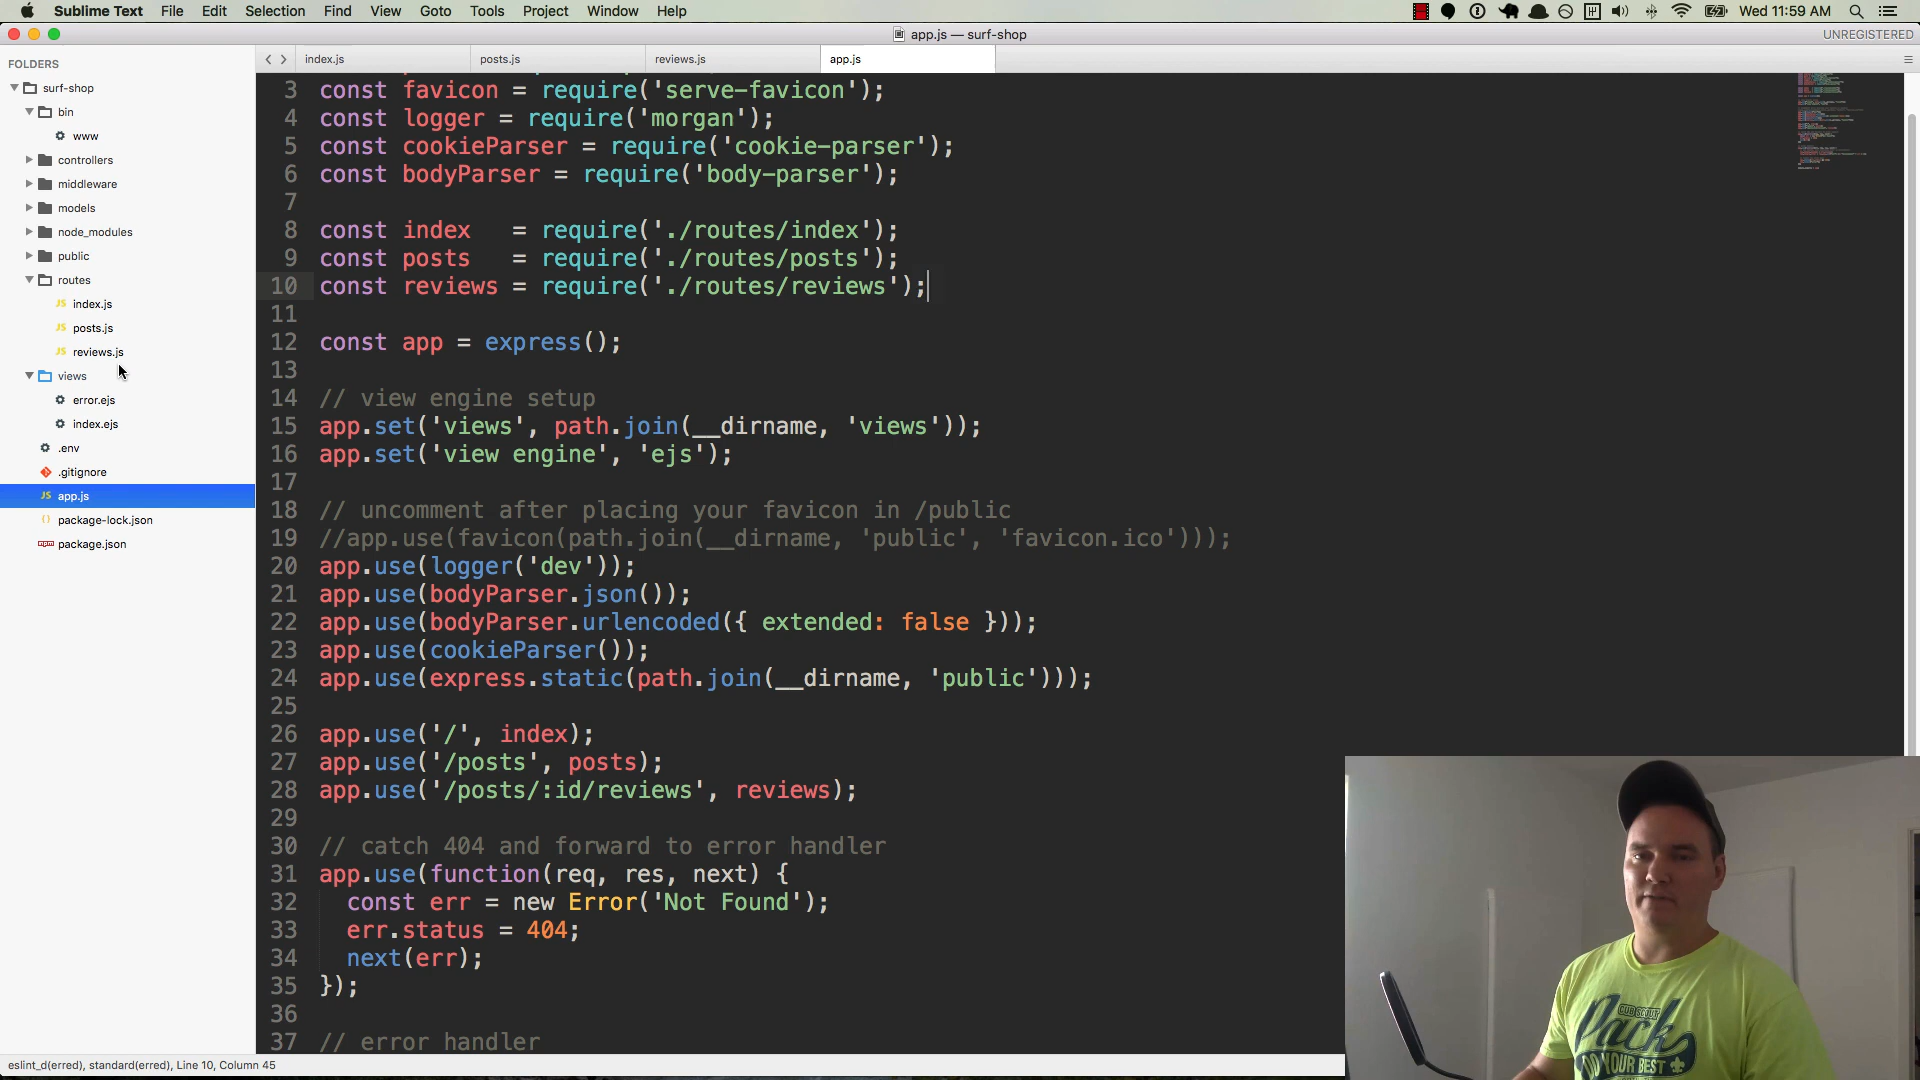 Sublime Text File Edit Selection Find View Goto Tools Project Window Help
Wed 11:59 AM
app.js — surf-shop
UNREGISTERED
FOLDERS
surf-shop
bin
www
controllers
middleware
models
node_modules
public
routes
JS index.js
JS posts.js
JS reviews.js
views
error.ejs
index.ejs
.env
.gitignore
JS app.js
package-lock.json
package.json
index.js posts.js reviews.js app.js
3 const favicon = require('serve-favicon');
4 const logger = require('morgan');
5 const cookieParser = require('cookie-parser');
6 const bodyParser = require('body-parser');
7
8 const index   = require('./routes/index');
9 const posts   = require('./routes/posts');
10 const reviews = require('./routes/reviews');
11
12 const app = express();
13
14 // view engine setup
15 app.set('views', path.join(__dirname, 'views'));
16 app.set('view engine', 'ejs');
17
18 // uncomment after placing your favicon in /public
19 //app.use(favicon(path.join(__dirname, 'public', 'favicon.ico')));
20 app.use(logger('dev'));
21 app.use(bodyParser.json());
22 app.use(bodyParser.urlencoded({ extended: false }));
23 app.use(cookieParser());
24 app.use(express.static(path.join(__dirname, 'public')));
25
26 app.use('/', index);
27 app.use('/posts', posts);
28 app.use('/posts/:id/reviews', reviews);
29
30 // catch 404 and forward to error handler
31 app.use(function(req, res, next) {
32   const err = new Error('Not Found');
33   err.status = 404;
34   next(err);
35 });
36
37 // error handler
eslint_d(erred), standard(erred), Line 10, Column 45
CUB SCOUT
Pack
DO YOUR BEST